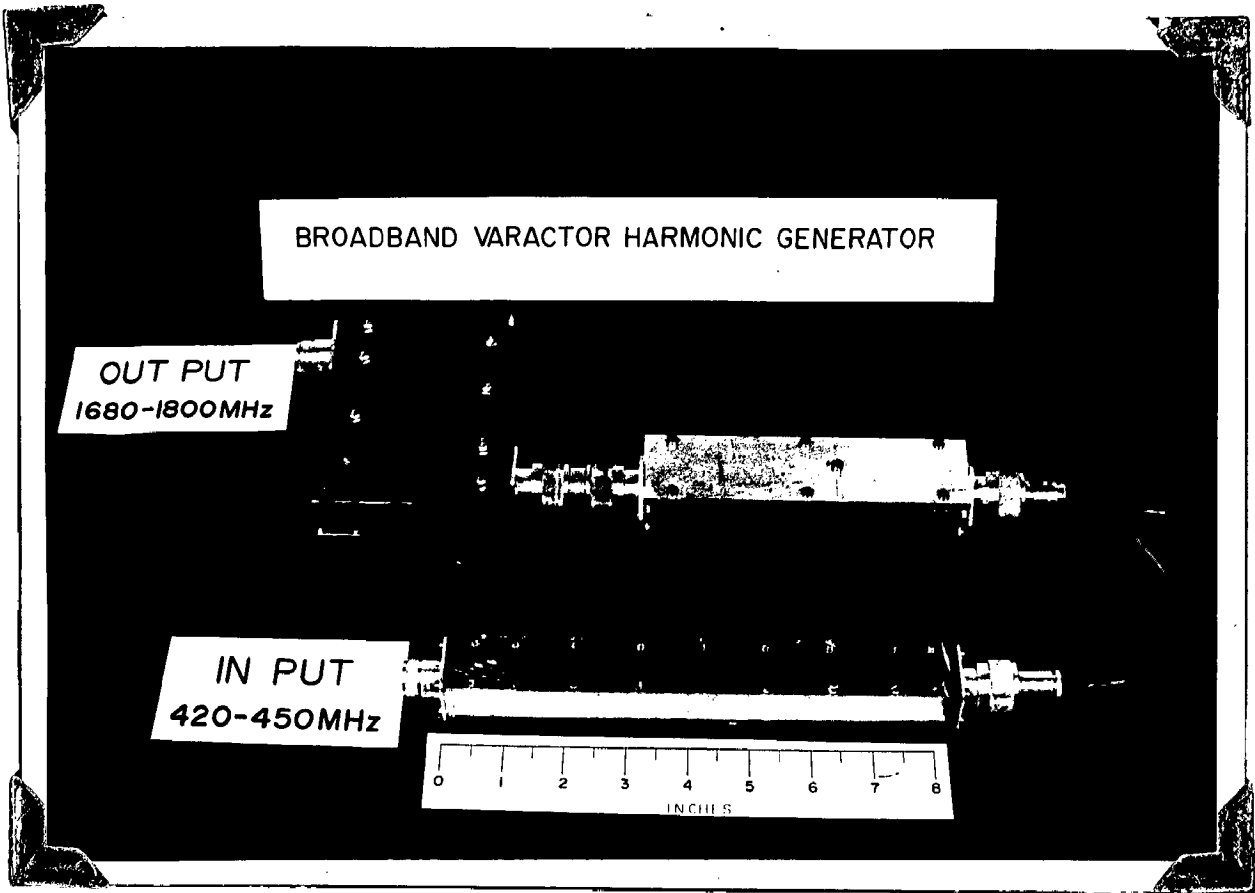 BROADBAND VARACTOR HARMONIC GENERATOR
OUT PUT
1680-1800MHz
IN PUT
420-450MHz
0 1 2 3 4 5 6 7 8
INCHES